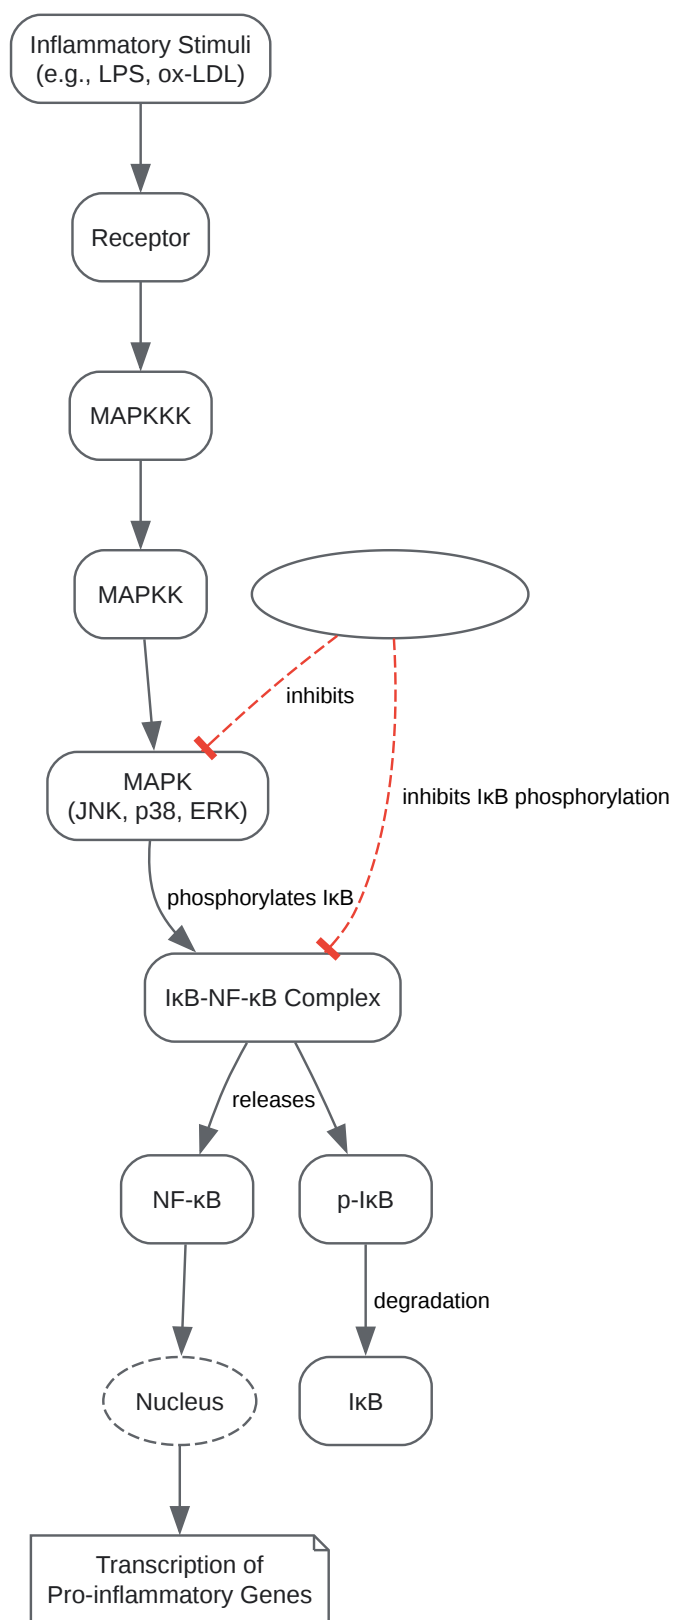 Inflammatory Stimuli
(e.g., LPS, ox-LDL)
Receptor
MAPKKK
MAPKK
inhibits
MAPK
(JNK, p38, ERK)
inhibits IκB phosphorylation
phosphorylates IκB
IκB-NF-κB Complex
releases
NF-κB
p-IκB
degradation
Nucleus
IκB
Transcription of
Pro-inflammatory Genes